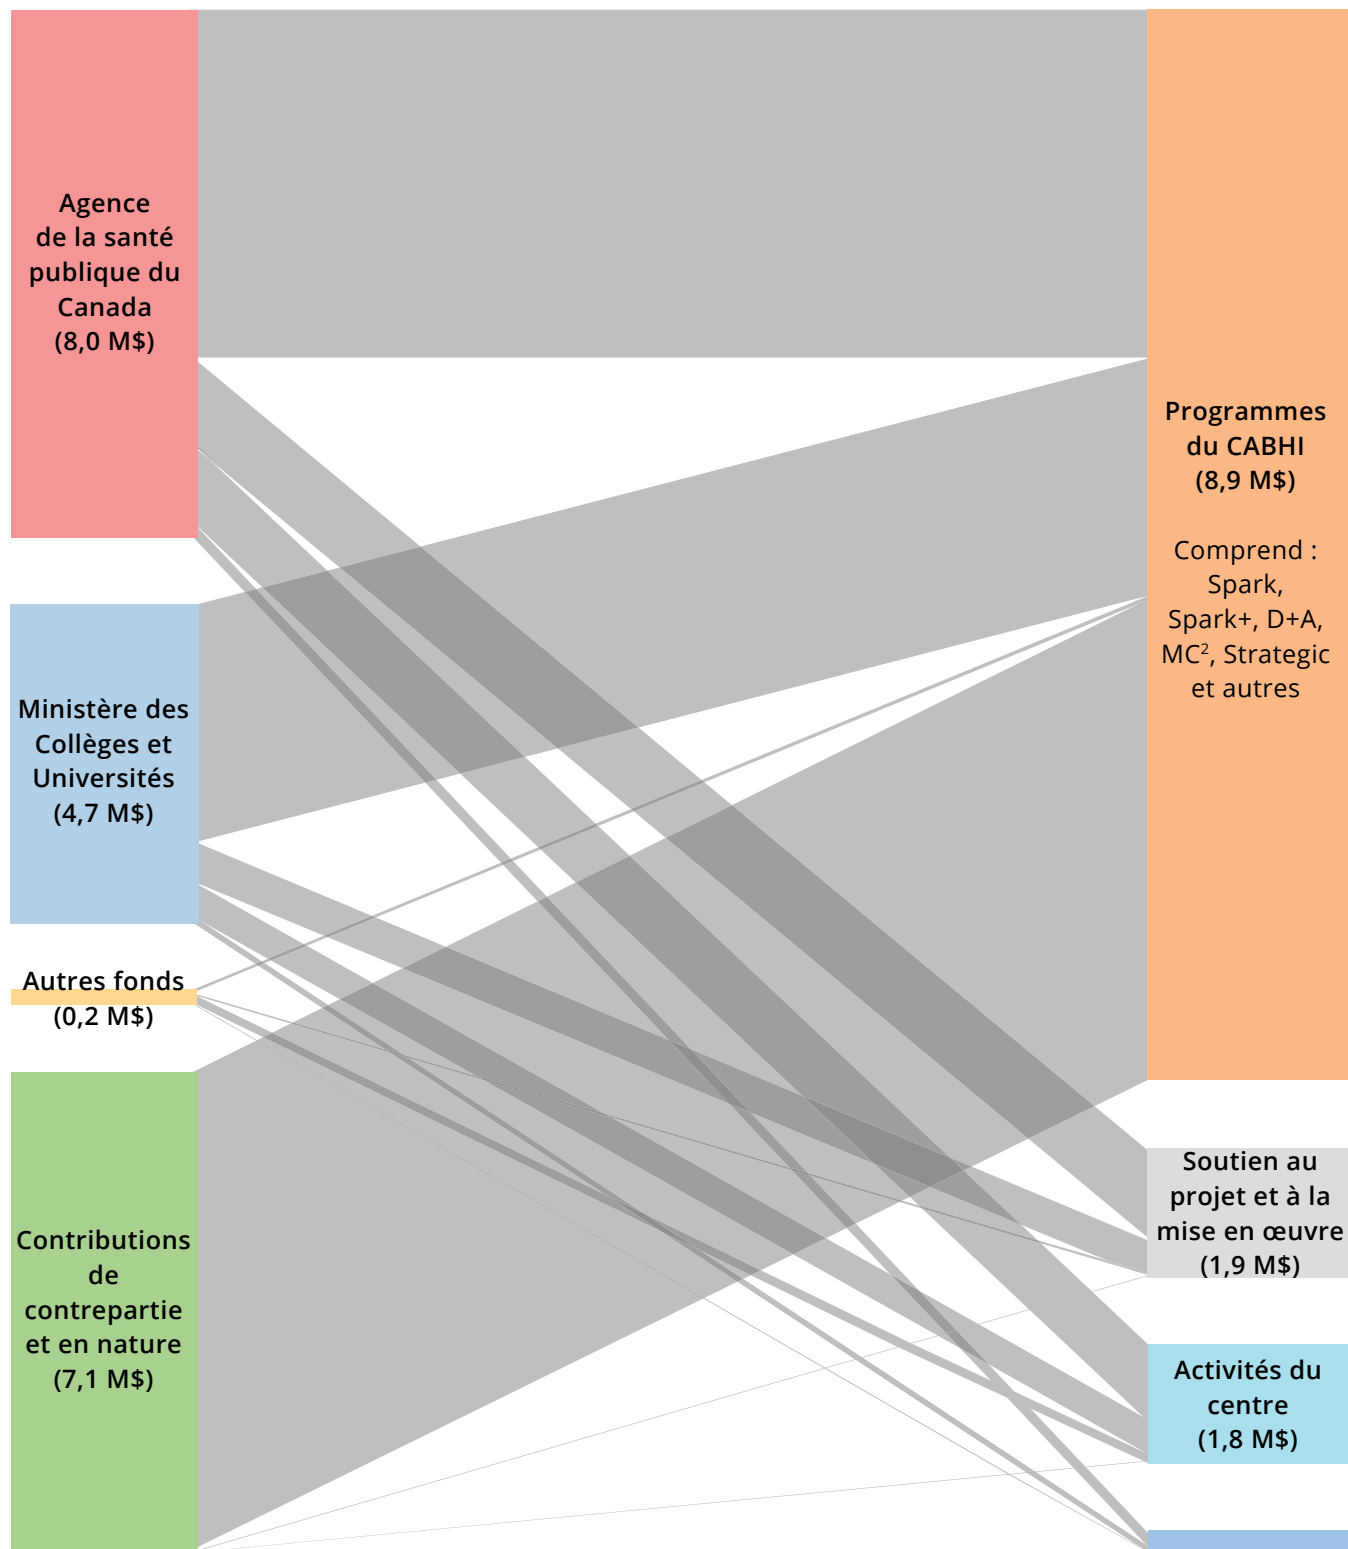 Agence
de la santé
publique du
Canada
(8,0 M$)
Ministère des
Collèges et
Universités
(4,7 M$)
Autres fonds
(0,2 M$)
Contributions
de
contrepartie
et en nature
(7,1 M$)
Programmes
du CABHI
(8,9 M$)
Comprend :
Spark,
Spark+, D+A,
MC², Strategic
et autres
Soutien au
projet et à la
mise en œuvre
(1,9 M$)
Activités du
centre
(1,8 M$)